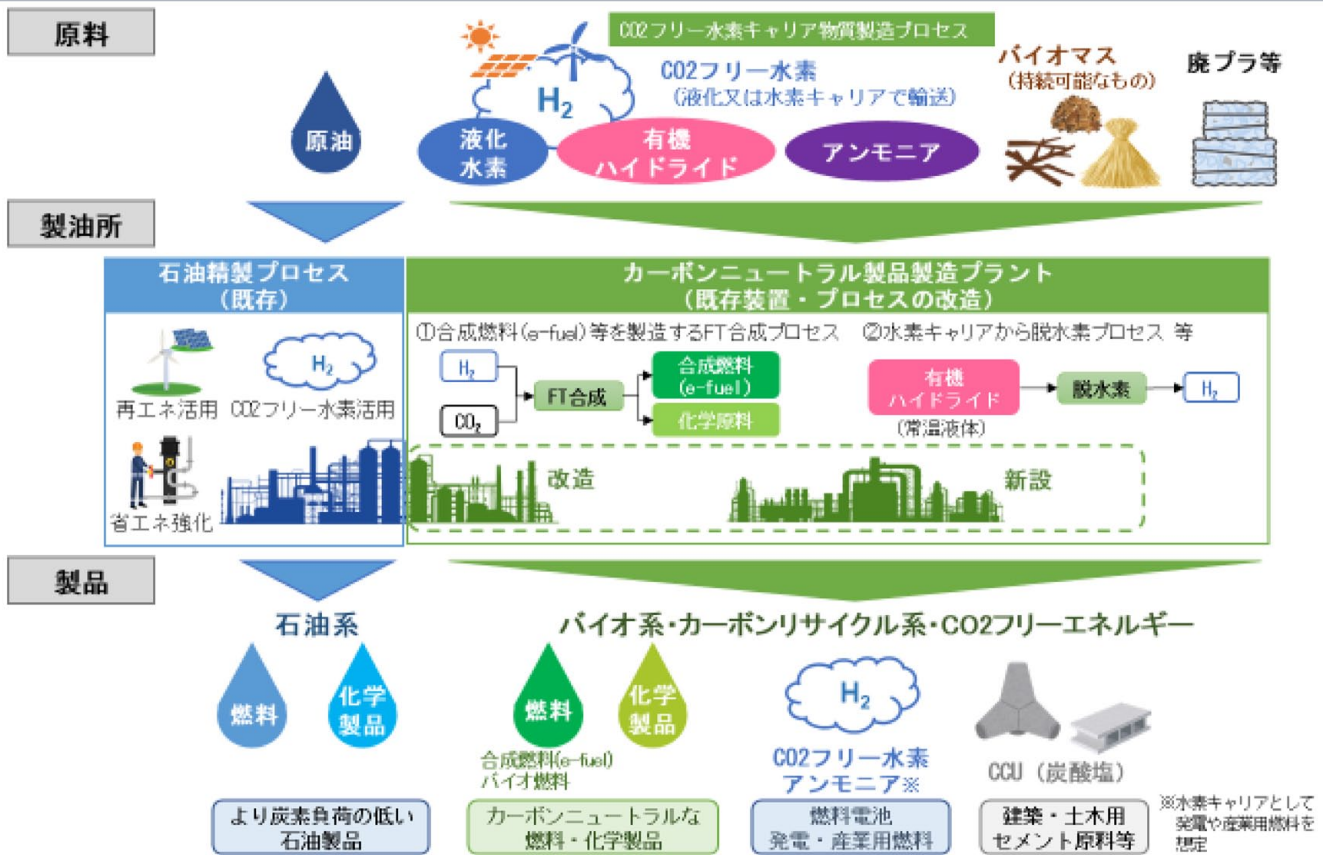 原料
CO2フリー水素キャリア物質製造プロセス
CO2フリー水素
(液化又は水素キャリアで輸送)
H2
原油
液化
水素
有機
ハイドライド
アンモニア
バイオマス
(持続可能なもの)
廃プラ等
製油所
石油精製プロセス
(既存)
再エネ活用
H2
CO2フリー水素活用
省エネ強化
カーボンニュートラル製品製造プラント
(既存装置・プロセスの改造)
①合成燃料(e-fuel)等を製造するFT合成プロセス
H2
CO2
FT合成
合成燃料
(e-fuel)
化学原料
②水素キャリアから脱水素プロセス 等
有機
ハイドライド
(常温液体)
脱水素
H2
改造
新設
製品
石油系
燃料
化学
製品
より炭素負荷の低い
石油製品
バイオ系・カーボンリサイクル系・CO2フリーエネルギー
燃料
化学
製品
合成燃料(e-fuel)
バイオ燃料
カーボンニュートラルな
燃料・化学製品
H2
CO2フリー水素
アンモニア※
燃料電池
発電・産業用燃料
CCU (炭酸塩)
建築・土木用
セメント原料等
※水素キャリアとして
発電や産業用燃料を
想定